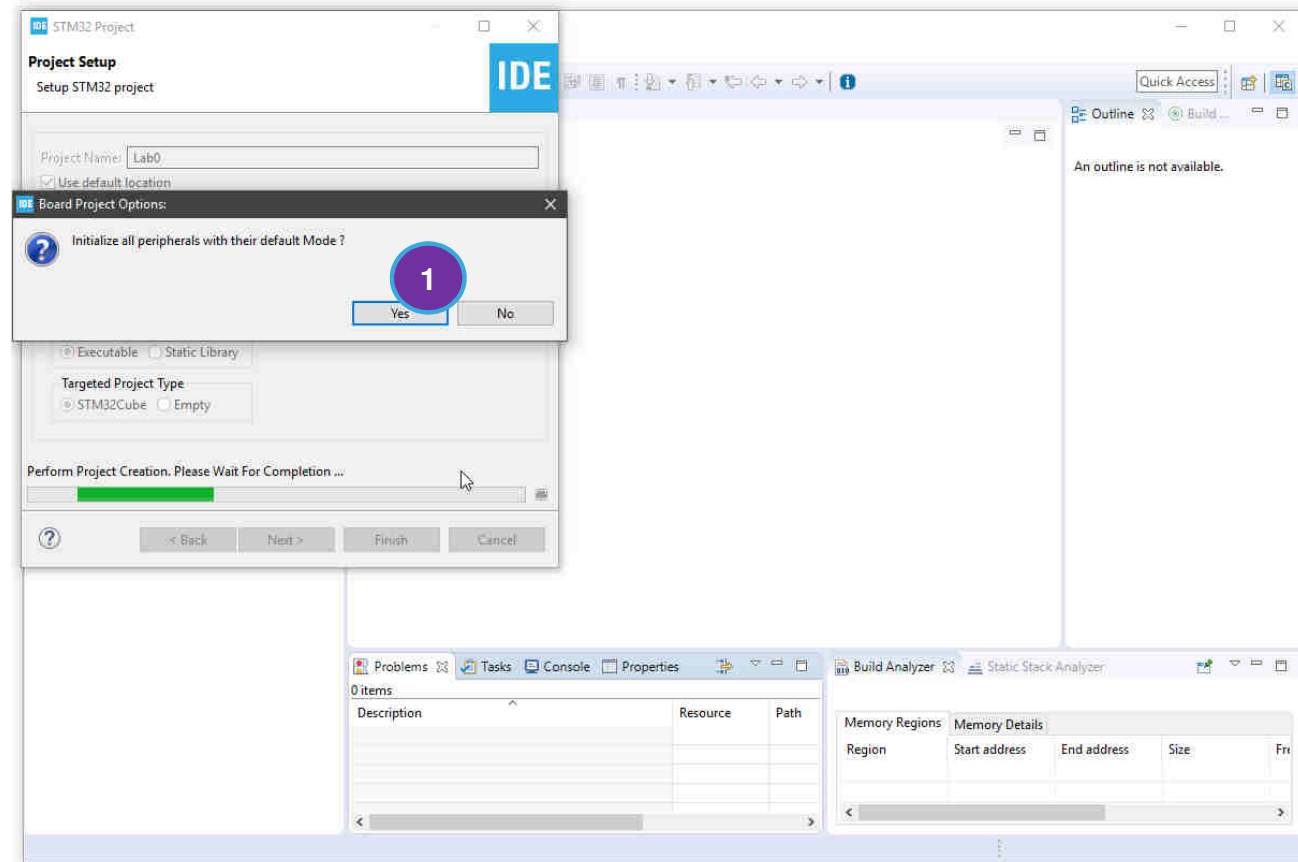 IDE STM32 Project
Project Setup
Setup STM32 project
IDE
Project Name: Lab0
Use default location
IDE Board Project Options:
Initialize all peripherals with their default Mode ?
1
Yes No
Executable Static Library
Targeted Project Type
STM32Cube Empty
Perform Project Creation. Please Wait For Completion ...
< Back Next > Finish Cancel
Quick Access
Outline Build ...
An outline is not available.
Problems Tasks Console Properties
0 items
Description Resource Path
Build Analyzer Static Stack Analyzer
Memory Regions Memory Details
Region Start address End address Size Fre